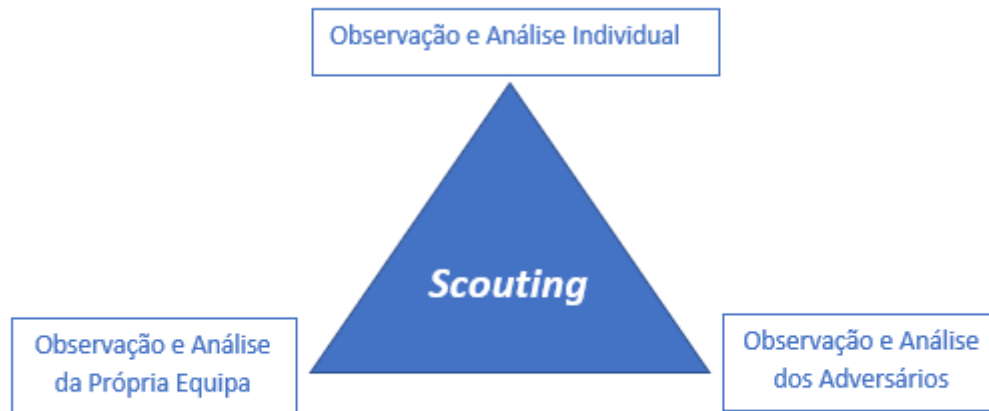 Observação e Análise Individual
Scouting
Observação e Análise
da Própria Equipa
Observação e Análise
dos Adversários